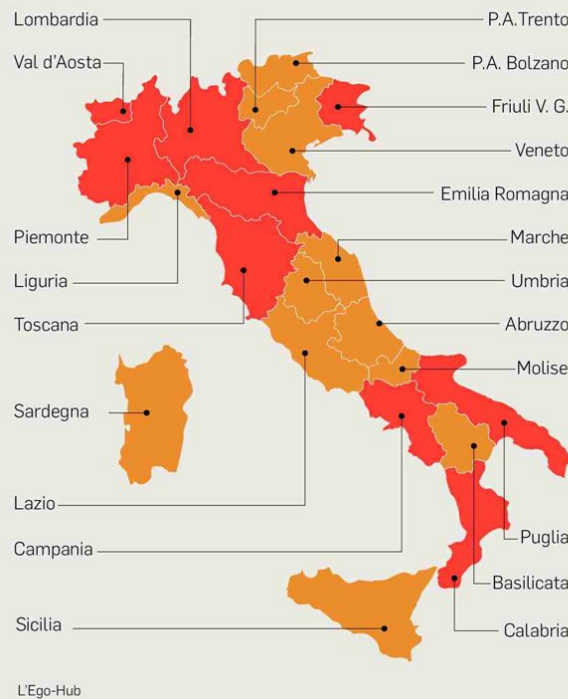 Lombardia
P.A.Trento
Val d'Aosta
P.A. Bolzano
Friuli V. G.
Veneto
Emilia Romagna
Piemonte
Marche
Liguria
Umbria
Toscana
Abruzzo
Molise
Sardegna
Lazio
Campania
Puglia
Basilicata
Sicilia
Calabria
L'Ego-Hub